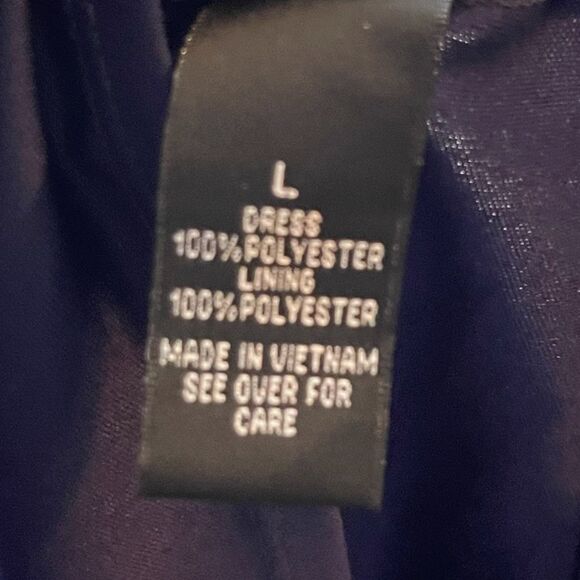 L
DRESS
100% POLYESTER
LINING
100% POLYESTER
MADE IN VIETNAM
SEE OVER FOR
CARE